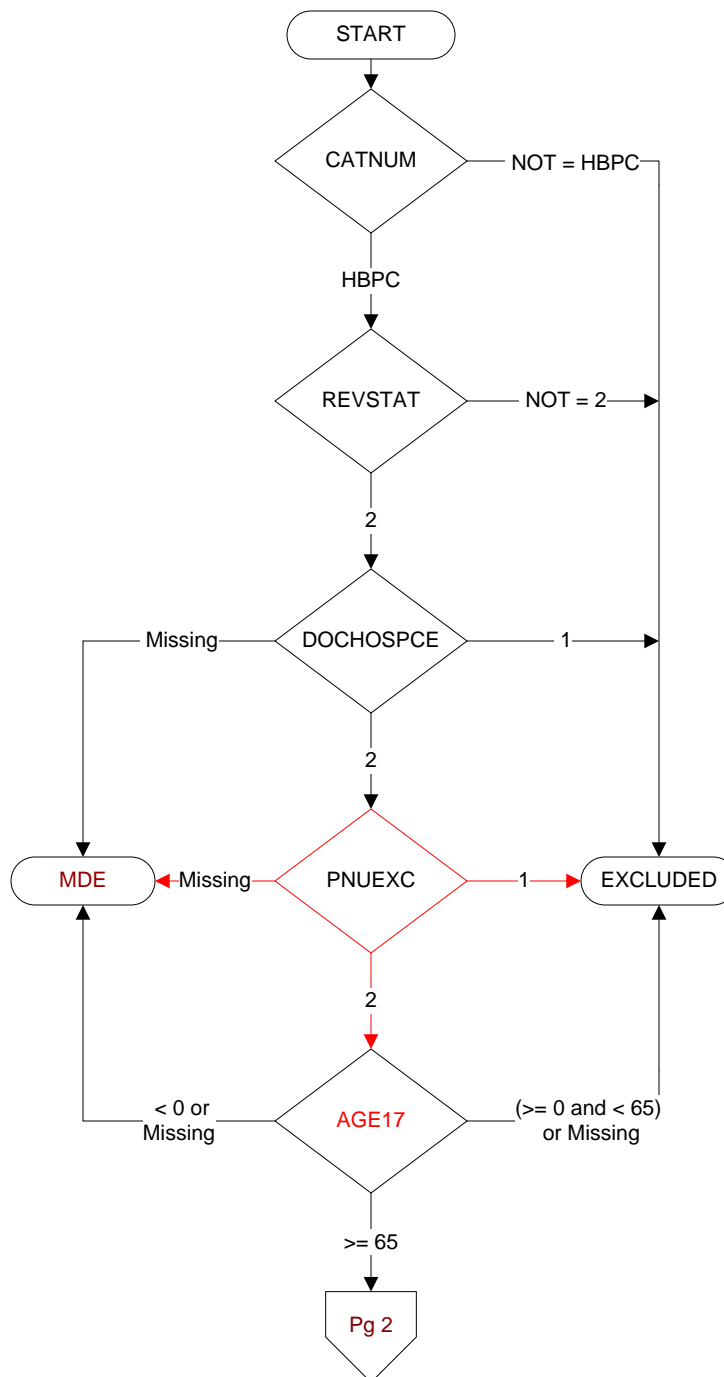 START
CATNUM
NOT = HBPC
HBPC
REVSTAT
NOT = 2
2
Missing
DOCHOSPCE
1
2
MDE
Missing
PNUEXC
1
EXCLUDED
2
< 0 or
Missing
AGE17
(>= 0 and < 65)
or Missing
>= 65
Pg 2